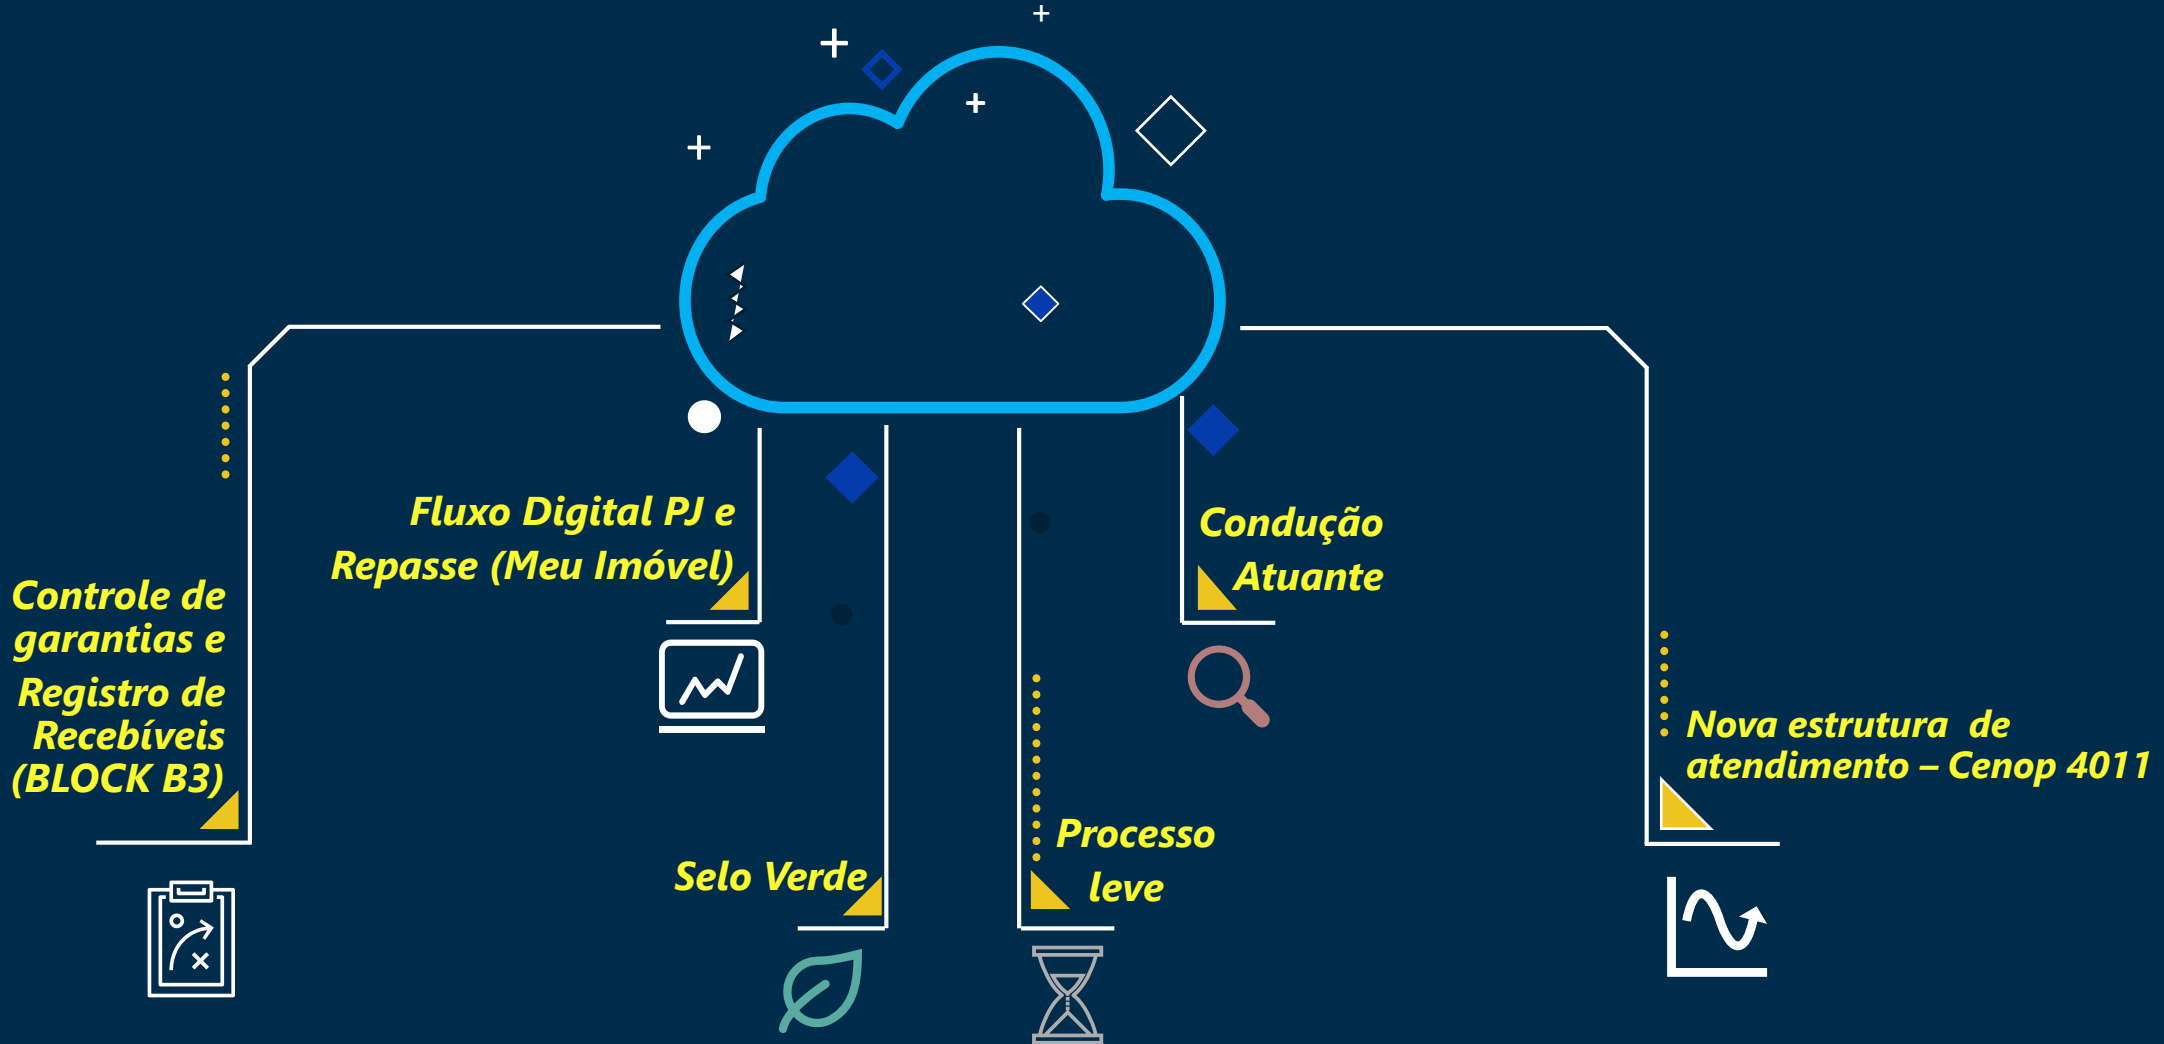 Controle de
garantias e
Registro de
Recebíveis
(BLOCK B3)
Fluxo Digital PJ e
Repasse (Meu Imóvel)
Selo Verde
Processo
leve
Condução
Atuante
Nova estrutura  de
atendimento – Cenop 4011